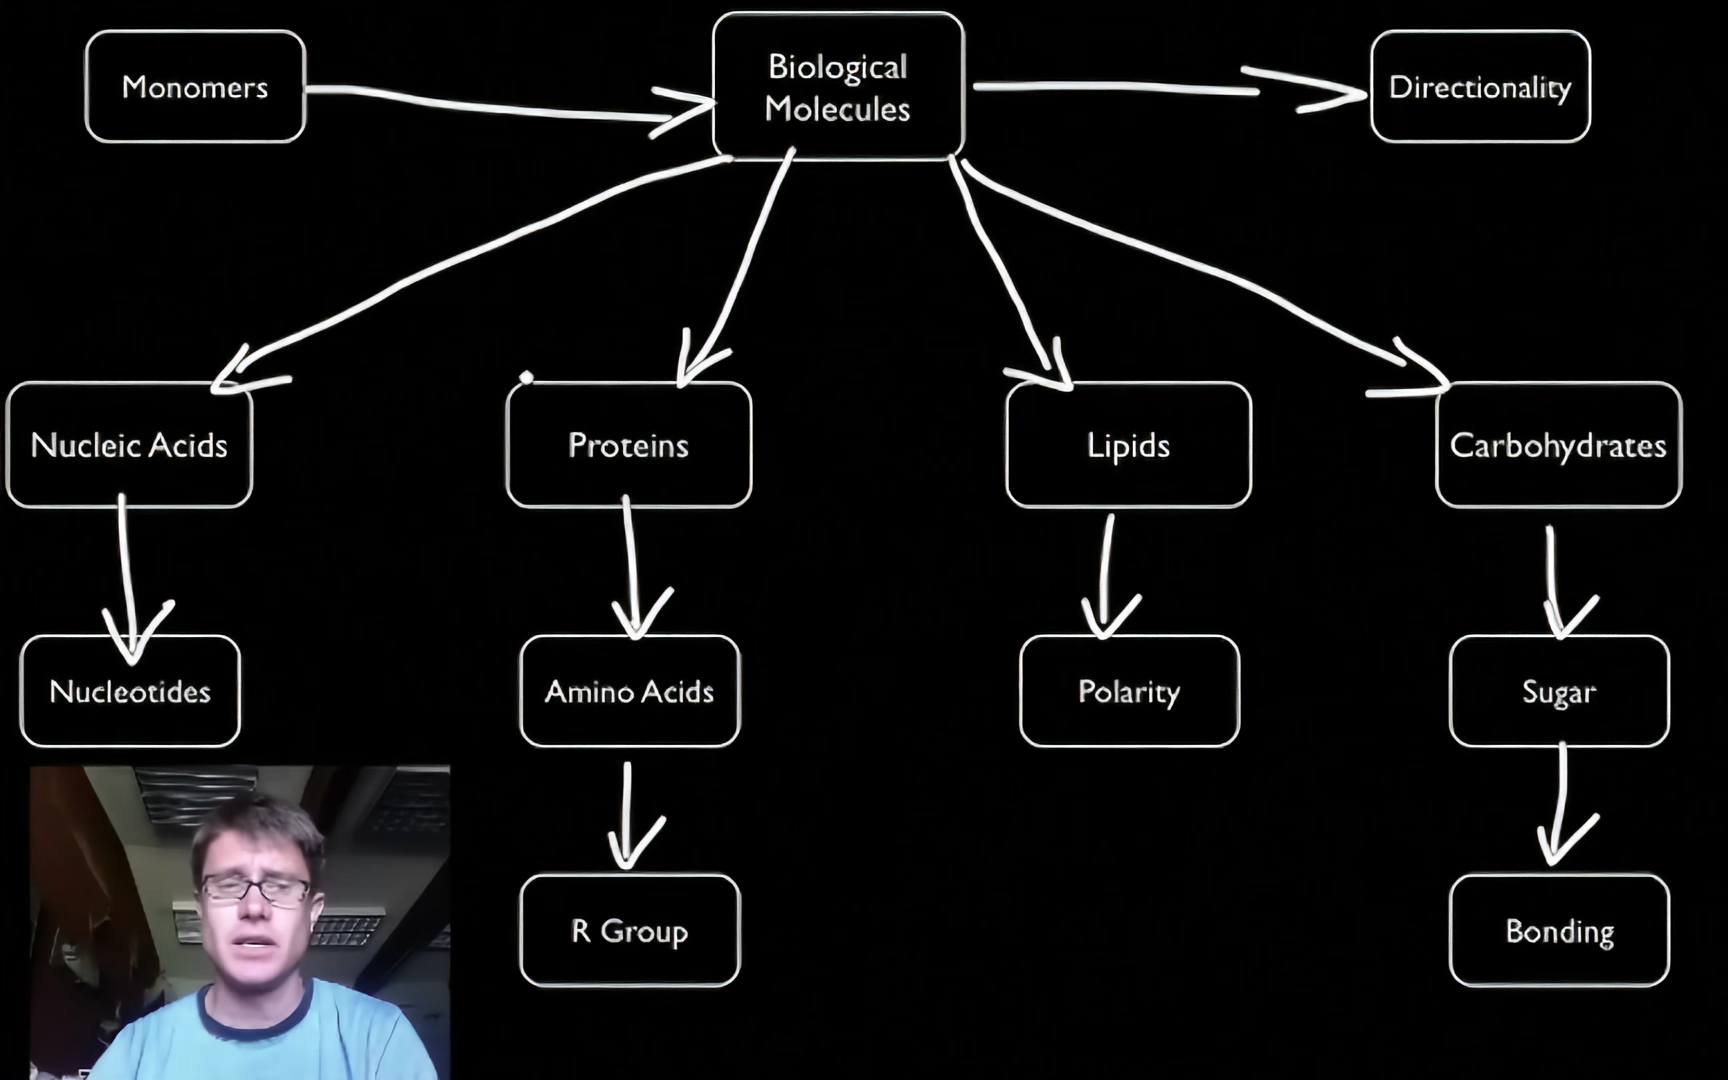 Monomers
Biological
Molecules
Directionality
Nucleic Acids
Proteins
Lipids
Carbohydrates
Nucleotides
Amino Acids
Polarity
Sugar
R Group
Bonding